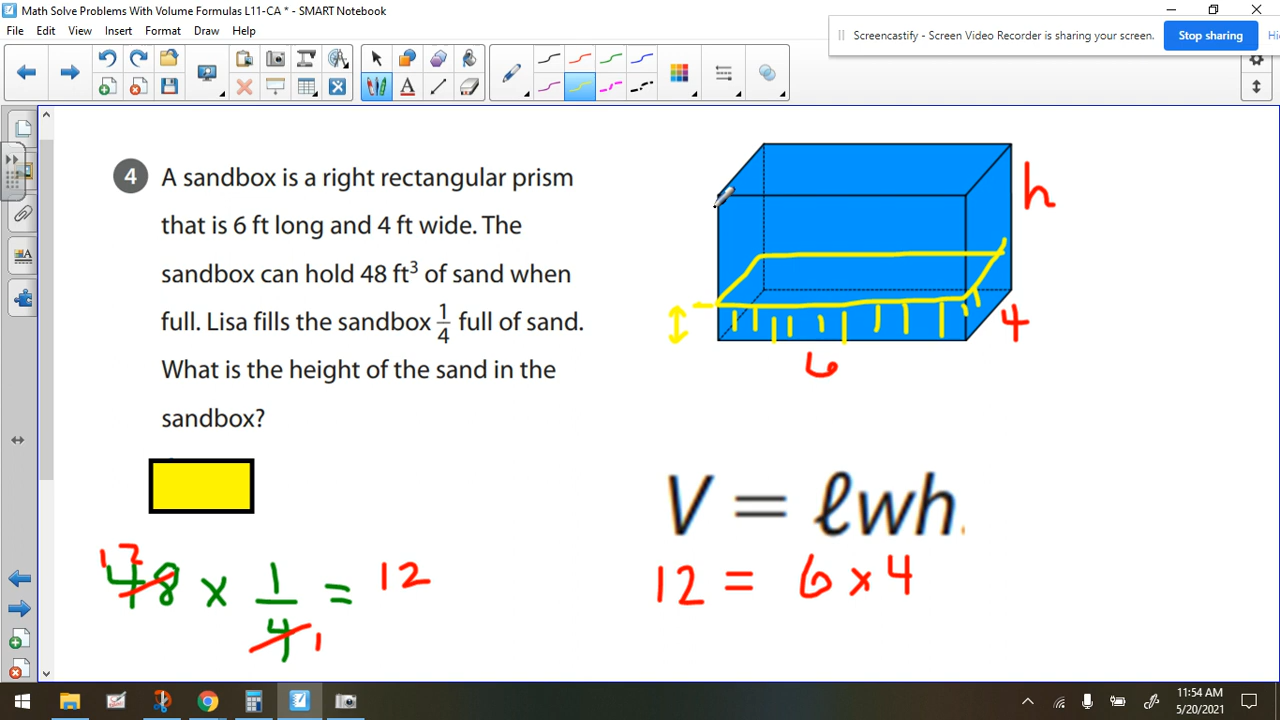 Math Solve Problems With Volume Formulas L11-CA * - SMART Notebook
File Edit View Insert Format Tools Draw Help
Screencastify - Screen Video Recorder is sharing your screen.
Stop sharing
Hi
4
A sandbox is a right rectangular prism
that is 6 ft long and 4 ft wide. The
sandbox can hold 48 ft³ of sand when
full. Lisa fills the sandbox 1/4 full of sand.
What is the height of the sand in the
sandbox?
h
4
6
V = ℓwh.
12 = 6 x 4
12
48 x 1/4 = 12
1
11:54 AM
5/20/2021